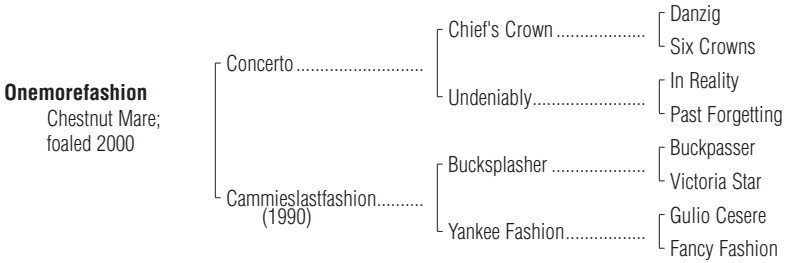 Danzig
Chief's Crown
Six Crowns
Concerto
In Reality
Undeniably
Past Forgetting
Onemorefashion
Chestnut Mare;
foaled 2000
Buckpasser
Bucksplasher
Victoria Star
Cammieslastfashion
(1990)
Gulio Cesere
Yankee Fashion
Fancy Fashion